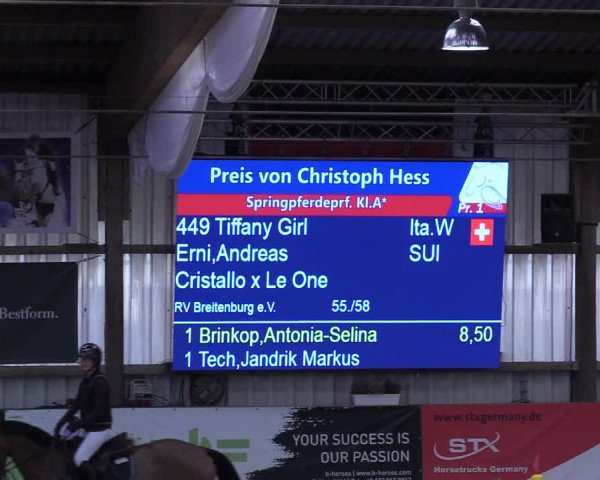 Preis von Christoph Hess
Springpferdeprf. Kl.A*
Pr. 1
449 Tiffany Girl Ita.W
Erni,Andreas SUI
Cristallo x Le One
RV Breitenburg e.V. 55./58
1 Brinkop,Antonia-Selina 8,50
1 Tech,Jandrik Markus
Bestform.
YOUR SUCCESS IS
OUR PASSION
www.stxgermany.de
STX
Horsetrucks Germany